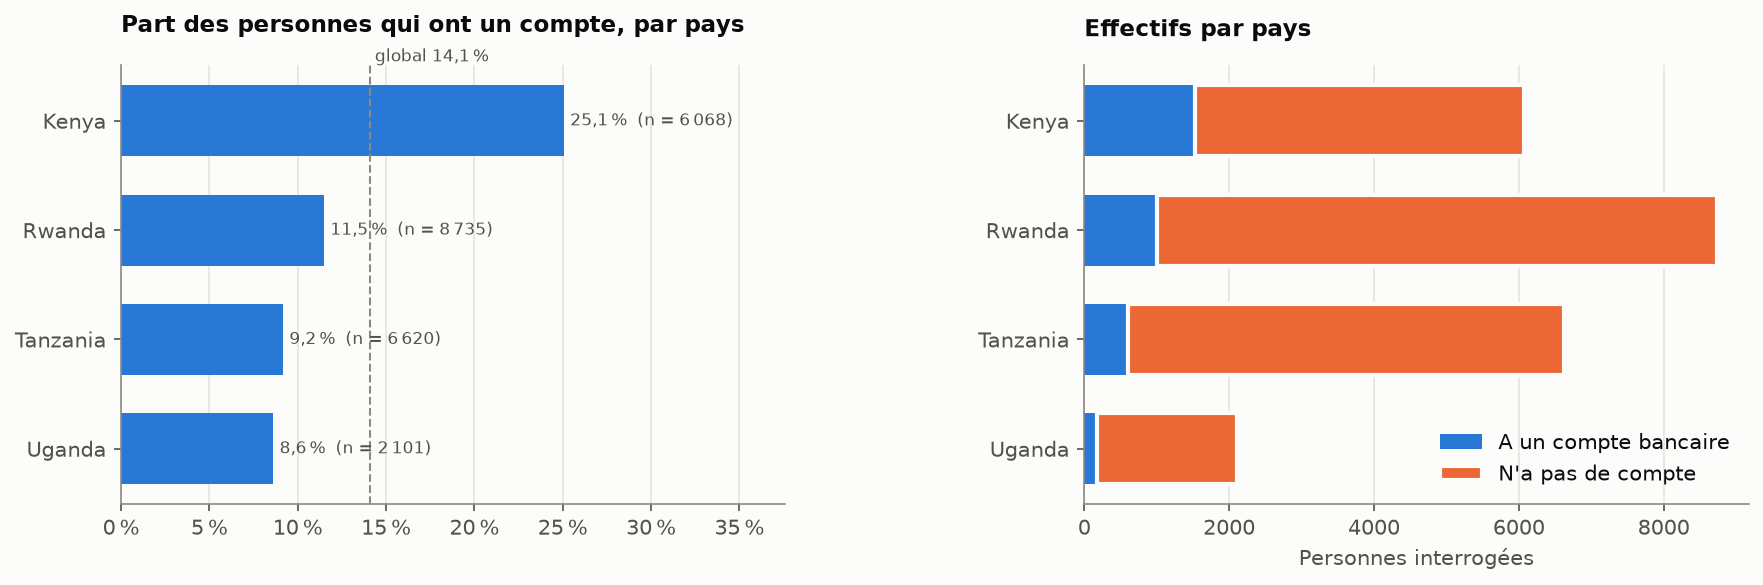 Part des personnes qui ont un compte, par pays
global 14,1 %
Kenya
25,1 % (n = 6 068)
Rwanda
11,5 % (n = 8 735)
Tanzania
9,2 % (n = 6 620)
Uganda
8,6 % (n = 2 101)
0 % 5 % 10 % 15 % 20 % 25 % 30 % 35 %
Effectifs par pays
Kenya
Rwanda
Tanzania
Uganda
A un compte bancaire
N'a pas de compte
0 2000 4000 6000 8000
Personnes interrogées